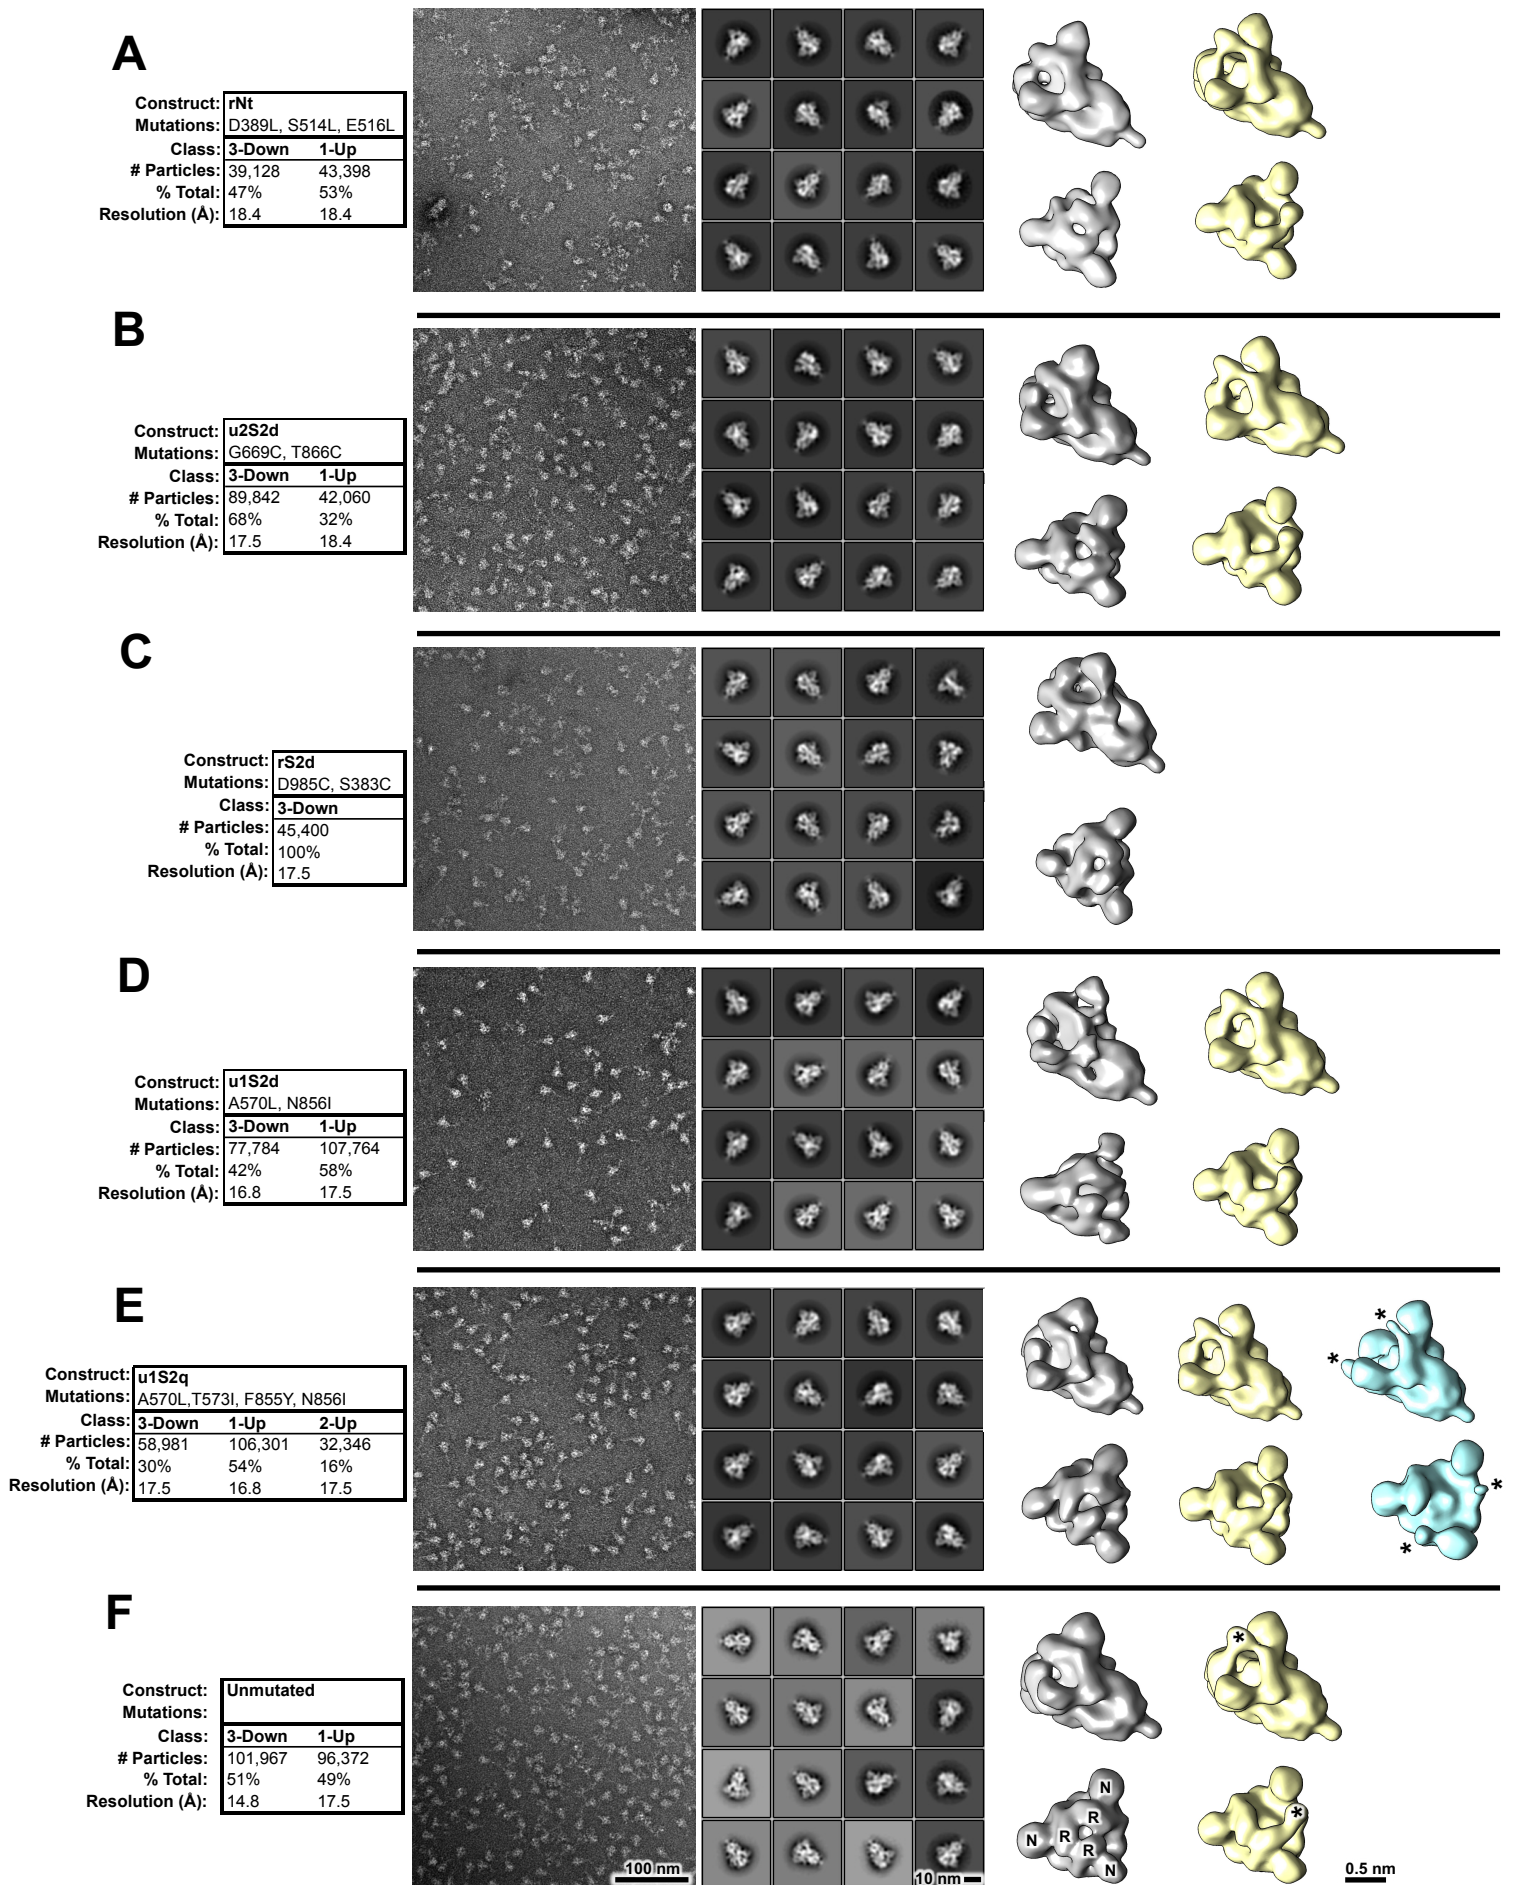 A
Construct: rNt
Mutations: D389L, S514L, E516L
Class: 3-Down 1-Up
# Particles: 39,128 43,398
% Total: 47% 53%
Resolution (Å): 18.4 18.4
B
Construct: u2S2d
Mutations: G669C, T866C
Class: 3-Down 1-Up
# Particles: 89,842 42,060
% Total: 68% 32%
Resolution (Å): 17.5 18.4
C
Construct: rS2d
Mutations: D985C, S383C
Class: 3-Down
# Particles: 45,400
% Total: 100%
Resolution (Å): 17.5
D
Construct: u1S2d
Mutations: A570L, N856I
Class: 3-Down 1-Up
# Particles: 77,784 107,764
% Total: 42% 58%
Resolution (Å): 16.8 17.5
E
Construct: u1S2q
Mutations: A570L,T573I, F855Y, N856I
Class: 3-Down 1-Up 2-Up
# Particles: 58,981 106,301 32,346
% Total: 30% 54% 16%
Resolution (Å): 17.5 16.8 17.5
*
*
*
*
F
Construct: Unmutated
Mutations:
Class: 3-Down 1-Up
# Particles: 101,967 96,372
% Total: 51% 49%
Resolution (Å): 14.8 17.5
*
N
R
*
N R
R
N
100 nm
10 nm
0.5 nm